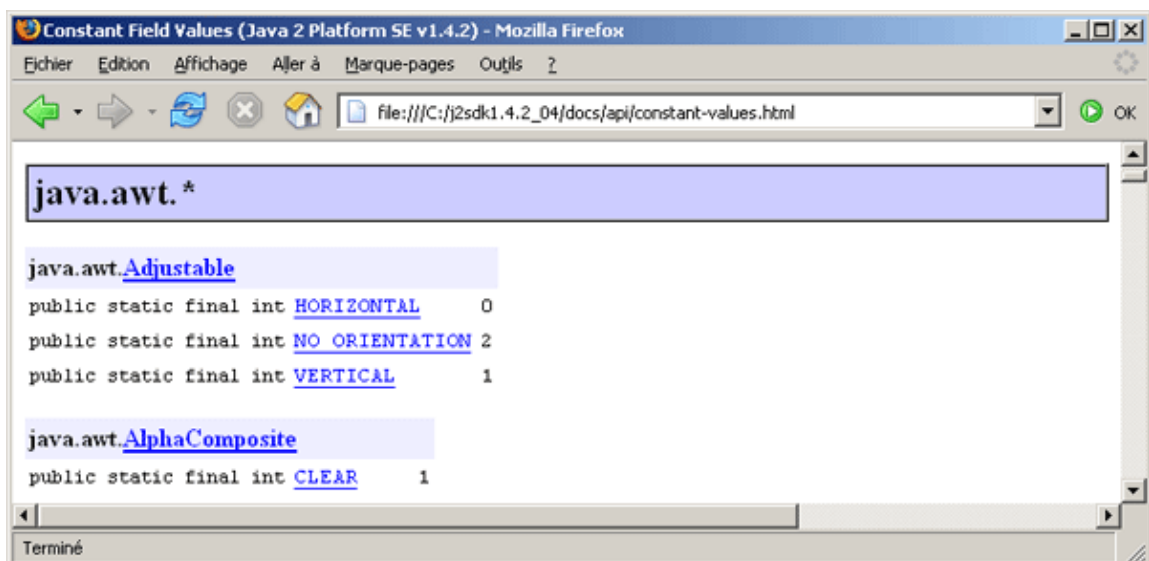 Constant Field Values (Java 2 Platform SE v1.4.2) - Mozilla Firefox
Fichier Edition Affichage Aller à Marque-pages Outils ?
file:///C:/j2sdk1.4.2_04/docs/api/constant-values.html OK
java.awt.*
java.awt.Adjustable
public static final int HORIZONTAL 0
public static final int NO_ORIENTATION 2
public static final int VERTICAL 1
java.awt.AlphaComposite
public static final int CLEAR 1
Terminé